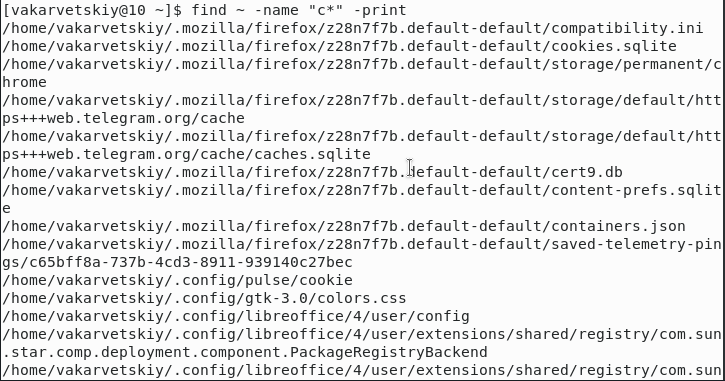 [vakarvetskiy@10 ~]$ find ~ -name "c*" -print
/home/vakarvetskiy/.mozilla/firefox/z28n7f7b.default-default/compatibility.ini
/home/vakarvetskiy/.mozilla/firefox/z28n7f7b.default-default/cookies.sqlite
/home/vakarvetskiy/.mozilla/firefox/z28n7f7b.default-default/storage/permanent/c
hrome
/home/vakarvetskiy/.mozilla/firefox/z28n7f7b.default-default/storage/default/htt
ps+++web.telegram.org/cache
/home/vakarvetskiy/.mozilla/firefox/z28n7f7b.default-default/storage/default/htt
ps+++web.telegram.org/cache/caches.sqlite
/home/vakarvetskiy/.mozilla/firefox/z28n7f7b.default-default/cert9.db
/home/vakarvetskiy/.mozilla/firefox/z28n7f7b.default-default/content-prefs.sqlit
e
/home/vakarvetskiy/.mozilla/firefox/z28n7f7b.default-default/containers.json
/home/vakarvetskiy/.mozilla/firefox/z28n7f7b.default-default/saved-telemetry-pin
gs/c65bff8a-737b-4cd3-8911-939140c27bec
/home/vakarvetskiy/.config/pulse/cookie
/home/vakarvetskiy/.config/gtk-3.0/colors.css
/home/vakarvetskiy/.config/libreoffice/4/user/config
/home/vakarvetskiy/.config/libreoffice/4/user/extensions/shared/registry/com.sun
.star.comp.deployment.component.PackageRegistryBackend
/home/vakarvetskiy/.config/libreoffice/4/user/extensions/shared/registry/com.sun